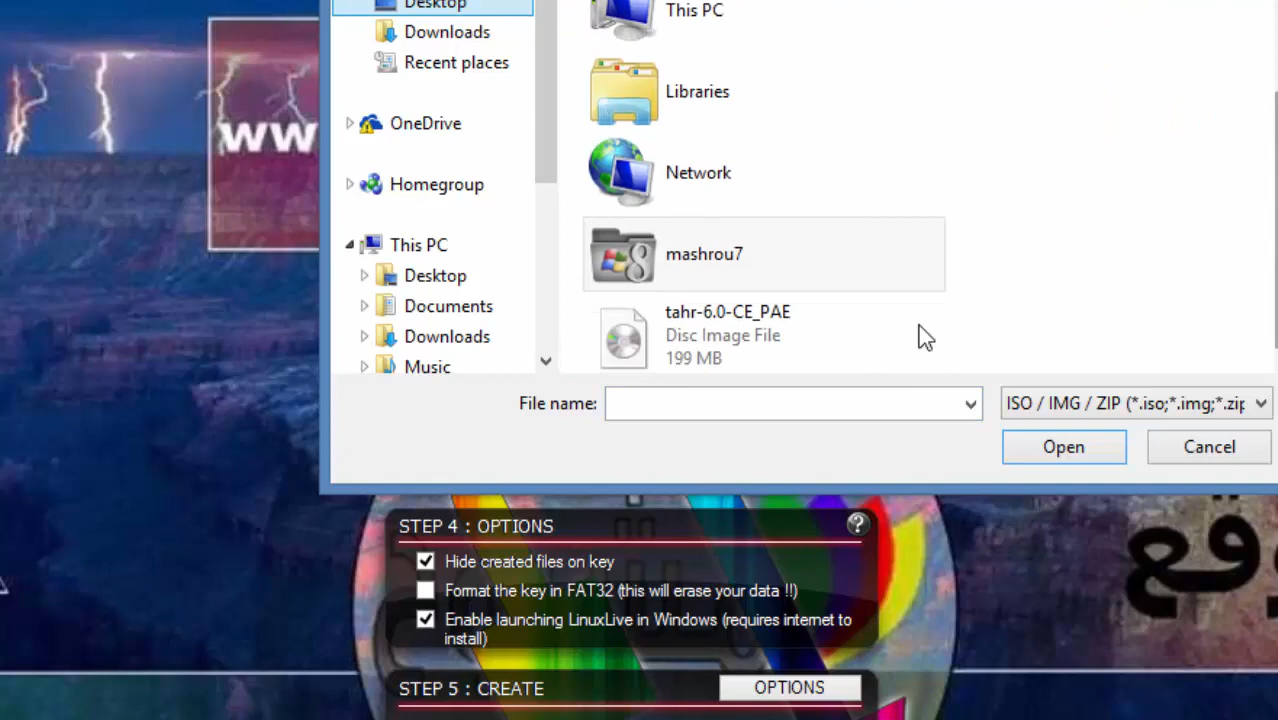 Desktop
Downloads
Recent places
OneDrive
Homegroup
This PC
Desktop
Documents
Downloads
Music
This PC
Libraries
Network
mashrou7
tahr-6.0-CE_PAE
Disc Image File
199 MB
File name:
ISO / IMG / ZIP (*.iso;*.img;*.zip
Open
Cancel
ww
STEP 4 : OPTIONS
?
Hide created files on key
Format the key in FAT32 (this will erase your data !!)
Enable launching LinuxLive in Windows (requires internet to
install)
STEP 5 : CREATE
OPTIONS